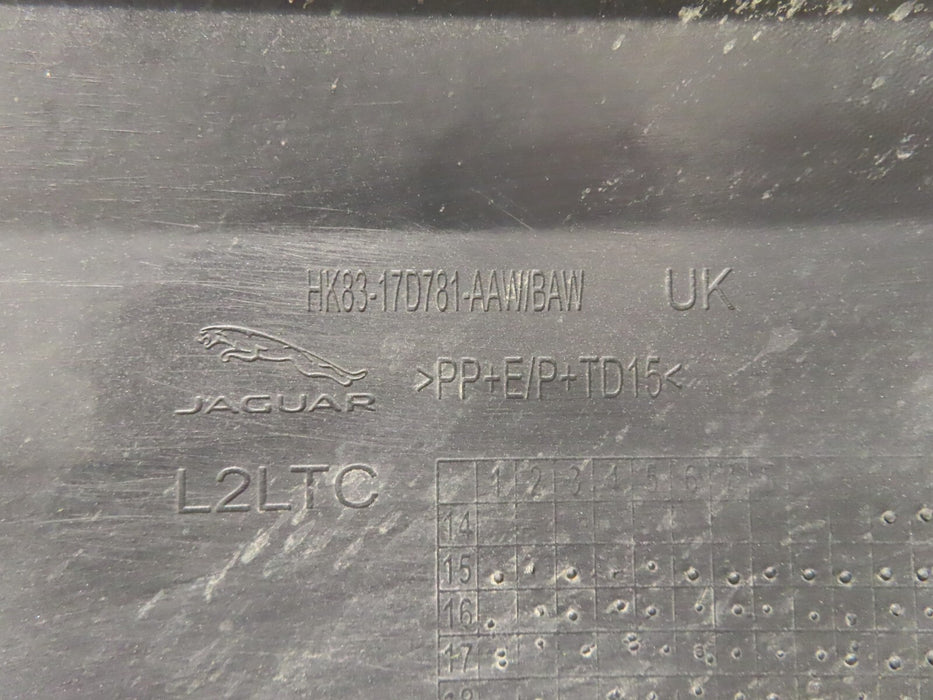 HK83-17D781-AAW/BAW UK
JAGUAR >PP+E/P+TD15<
L2LTC
1 2 3 4 5 6 7
14
15
16
17